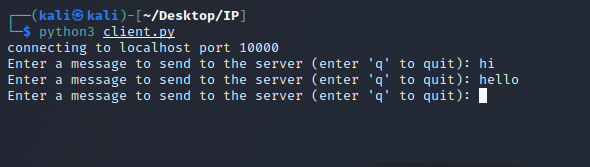 ┌──(kali㉿kali)-[~/Desktop/IP]
└─$ python3 client.py
connecting to localhost port 10000
Enter a message to send to the server (enter 'q' to quit): hi
Enter a message to send to the server (enter 'q' to quit): hello
Enter a message to send to the server (enter 'q' to quit):